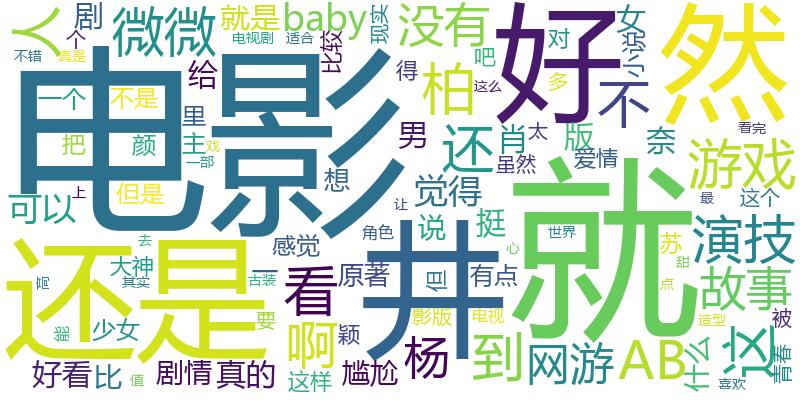 人
剧
个
微微
就是
电视剧
baby
适合
现实
比较
没有
吧
对
女
小说
不错
真是
给
得
这么
多
好
然
不
柏
一个
不是
里
电影
把
颜
主
戏
一部
男
还
肖
太
版
奈
看完
游戏
虽然
爱情
但是
上
可以
想
觉得
让
说
挺
就
最
这个
还是
去
感觉
角色
井
但
心
世界
苏
甜
演技
大神
其实
古装
一
看
原著
有点
点
故事
高
能
少女
要
啊
颖
影版
电视
杨
到
网游
AB
什么
造型
这
被
青春
好看
比
值
剧情
真的
这样
尴尬
喜欢